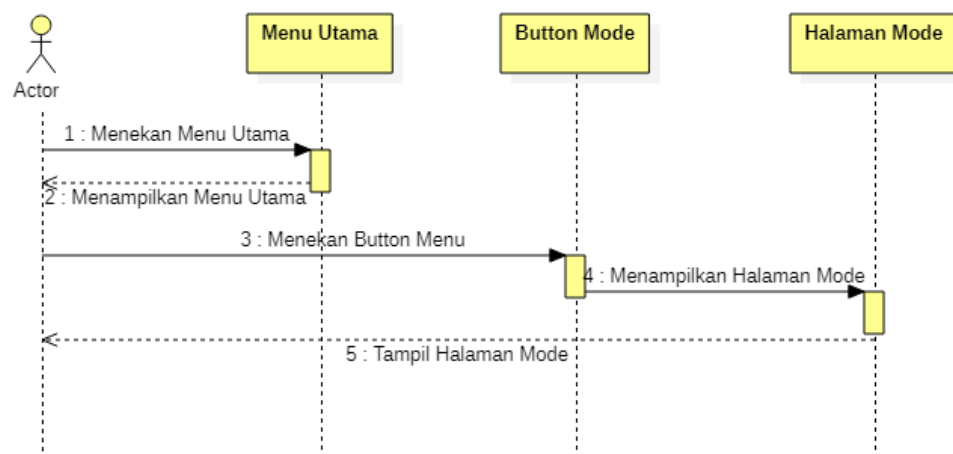 Menu Utama
Button Mode
Halaman Mode
Actor
1 : Menekan Menu Utama
2 : Menampilkan Menu Utama
3 : Menekan Button Menu
4 : Menampilkan Halaman Mode
5 : Tampil Halaman Mode